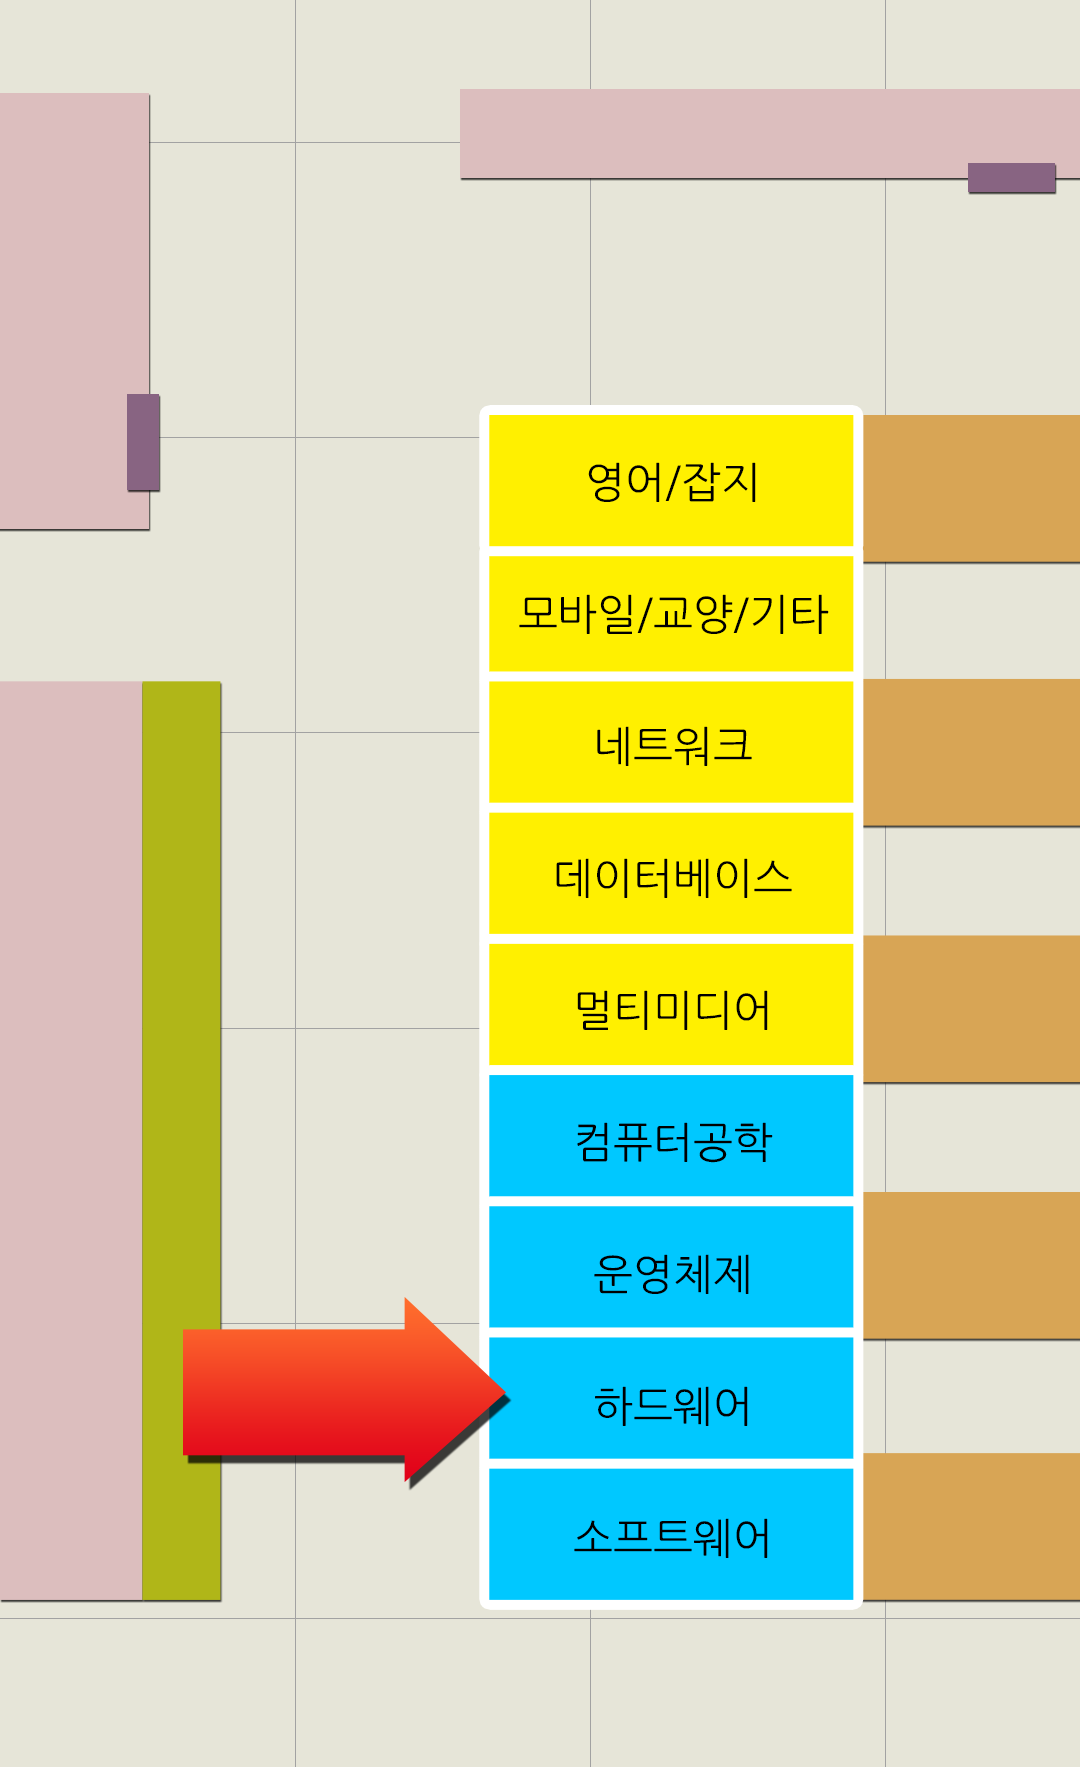 영어/잡지
모바일/교양/기타
네트워크
데이터베이스
멀티미디어
컴퓨터공학
운영체제
하드웨어
소프트웨어